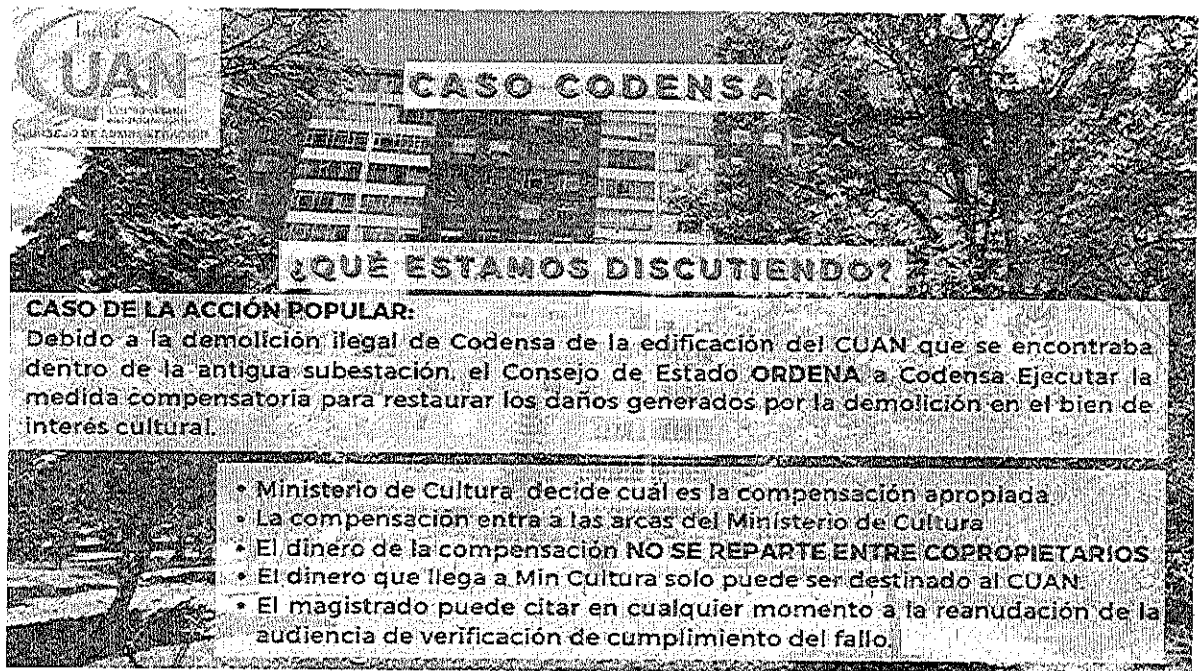 CUAN
CONSEJO DE ADMINISTRACIÓN
CASO CODENSA
¿QUÉ ESTAMOS DISCUTIENDO?
CASO DE LA ACCIÓN POPULAR:
Debido a la demolición ilegal de Codensa de la edificación del CUAN que se encontraba
dentro de la antigua subestación, el Consejo de Estado ORDENA a Codensa Ejecutar la
medida compensatoria para restaurar los daños generados por la demolición en el bien de
interés cultural.
• Ministerio de Cultura decide cuál es la compensación apropiada
• La compensación entra a las arcas del Ministerio de Cultura
• El dinero de la compensación NO SE REPARTE ENTRE COPROPIETARIOS
• El dinero que llega a Min Cultura solo puede ser destinado al CUAN
• El magistrado puede citar en cualquier momento a la reanudación de la
audiencia de verificación de cumplimiento del fallo